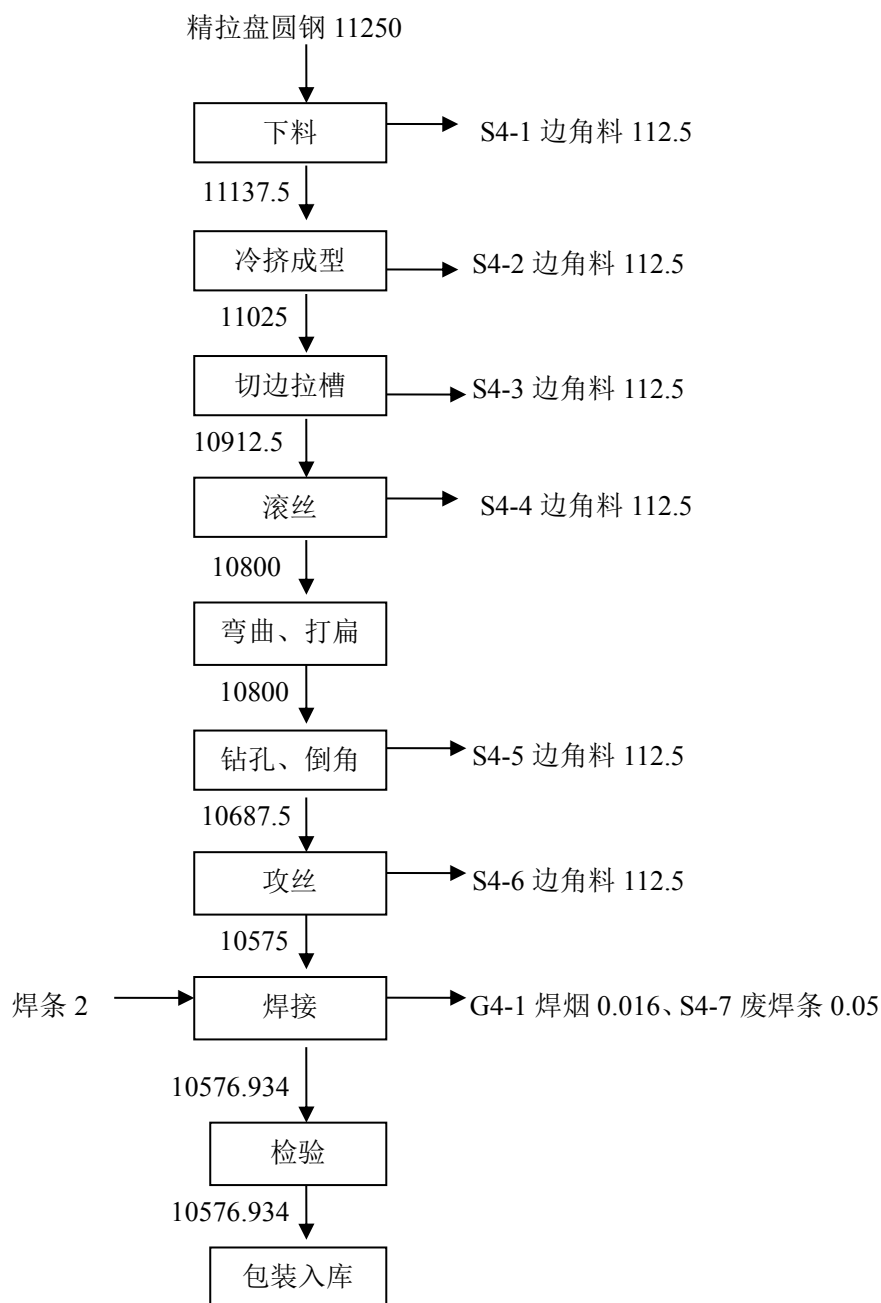 精拉盘圆钢 11250
下料
S4-1 边角料 112.5
11137.5
冷挤成型
S4-2 边角料 112.5
11025
切边拉槽
S4-3 边角料 112.5
10912.5
滚丝
S4-4 边角料 112.5
10800
弯曲、打扁
10800
钻孔、倒角
S4-5 边角料 112.5
10687.5
攻丝
S4-6 边角料 112.5
10575
焊条 2
焊接
G4-1 焊烟 0.016、S4-7 废焊条 0.05
10576.934
检验
10576.934
包装入库